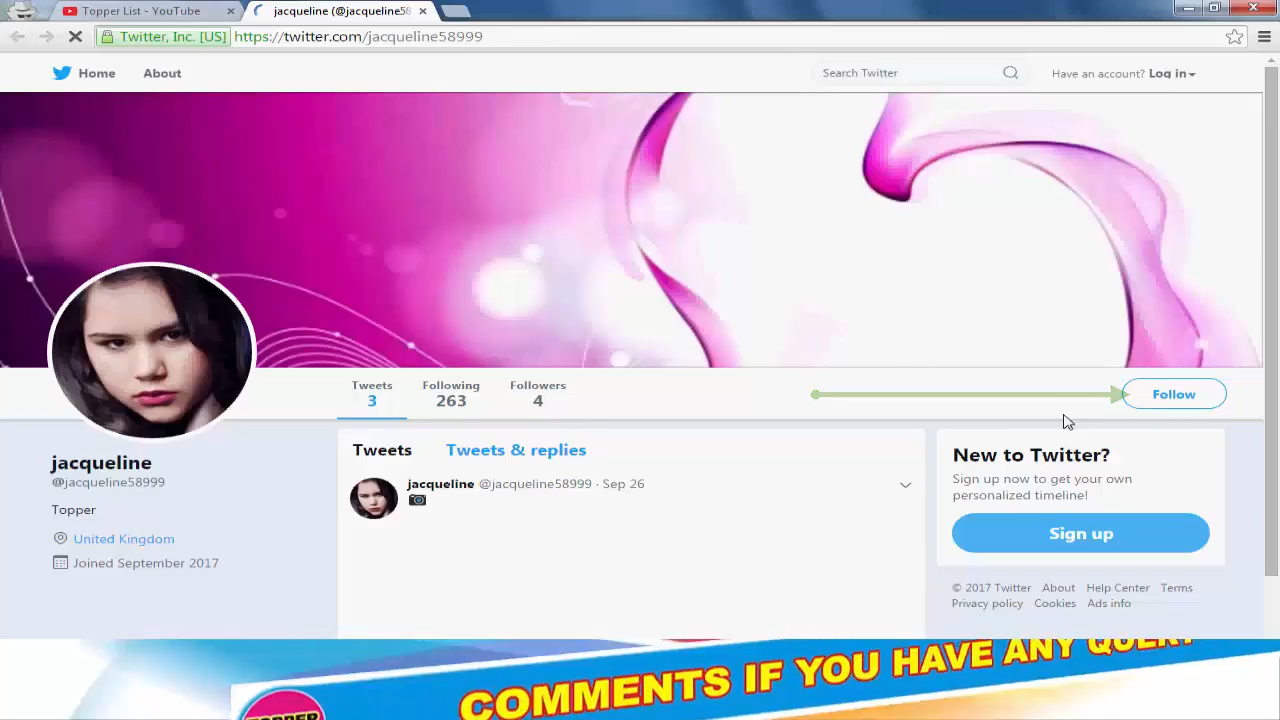 Topper List - YouTube
jacqueline (@jacqueline58
Twitter, Inc. [US] https://twitter.com/jacqueline58999
Home About Search Twitter Have an account? Log in
Tweets Following Followers
3 263 4
Follow
jacqueline
@jacqueline58999
Topper
United Kingdom
Joined September 2017
Tweets Tweets & replies
jacqueline @jacqueline58999 · Sep 26
New to Twitter?
Sign up now to get your own
personalized timeline!
Sign up
© 2017 Twitter About Help Center Terms
Privacy policy Cookies Ads info
COMMENTS IF YOU HAVE ANY QUERY
TOPPER